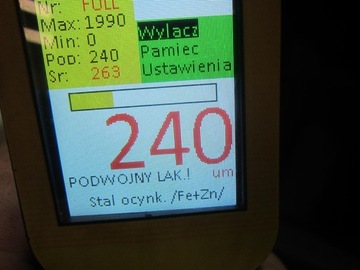 Nr: FULL
Max: 1990
Min: 0
Pop: 240
Sr: 263
Wylacz
Pamiec
Ustawienia
240
um
PODWOJNY LAK.!
Stal ocynk. /Fe+Zn/